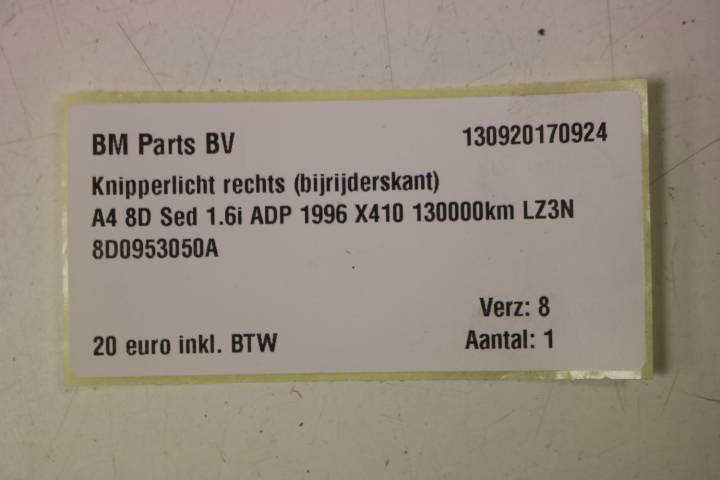 BM Parts BV 130920170924
Knipperlicht rechts (bijrijderskant)
A4 8D Sed 1.6i ADP 1996 X410 130000km LZ3N
8D0953050A
Verz: 8
20 euro inkl. BTW Aantal: 1